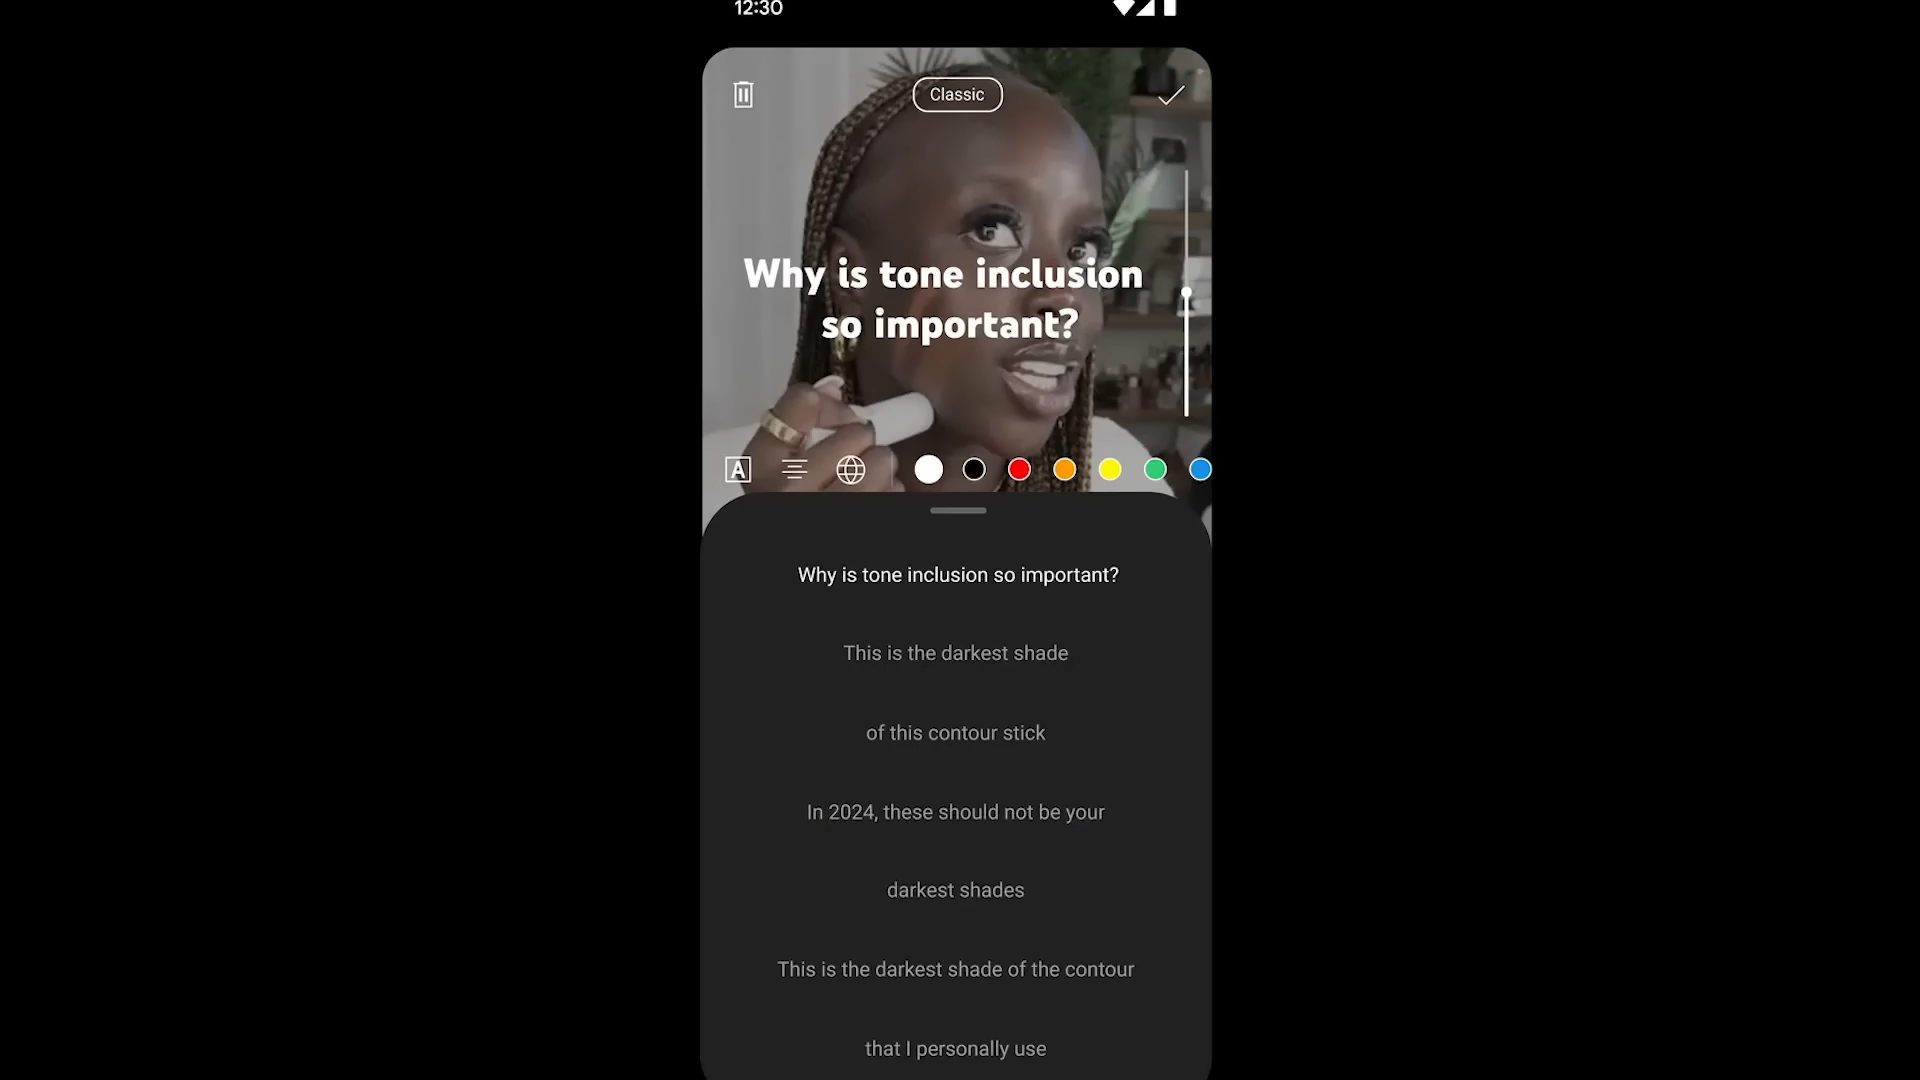 12:30
Classic
Why is tone inclusion
so important?
A
Why is tone inclusion so important?
This is the darkest shade
of this contour stick
In 2024, these should not be your
darkest shades
This is the darkest shade of the contour
that I personally use